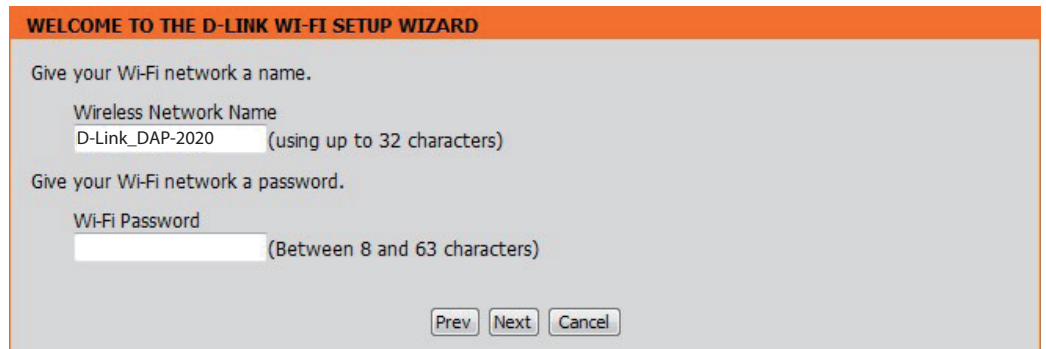 WELCOME TO THE D-LINK WI-FI SETUP WIZARD
Give your Wi-Fi network a name.
Wireless Network Name
D-Link_DAP-2020 (using up to 32 characters)
Give your Wi-Fi network a password.
Wi-Fi Password
(Between 8 and 63 characters)
Prev Next Cancel